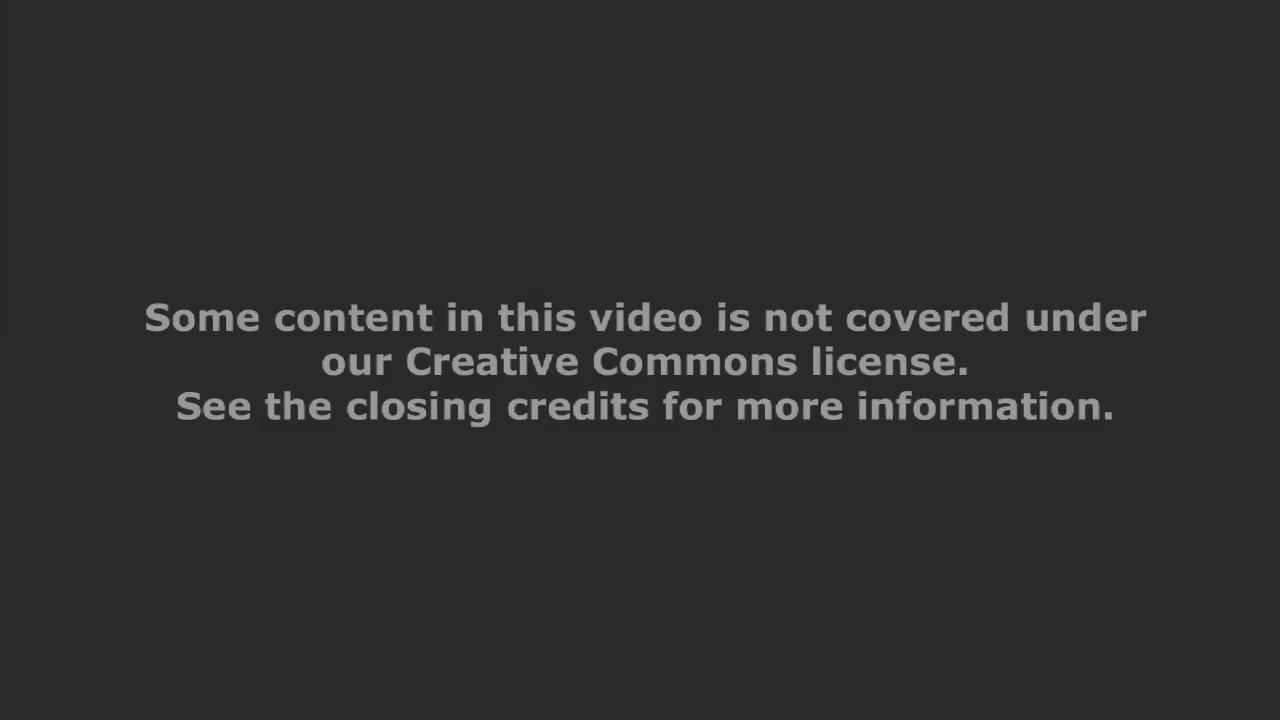 Some content in this video is not covered under
our Creative Commons license.
See the closing credits for more information.